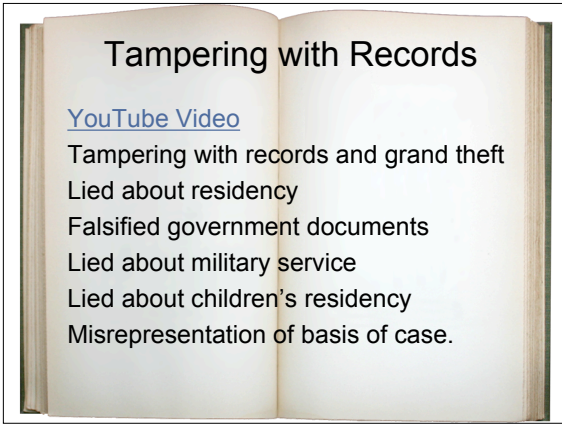 Tampering with Records
YouTube Video
Tampering with records and grand theft
Lied about residency
Falsified government documents
Lied about military service
Lied about children’s residency
Misrepresentation of basis of case.